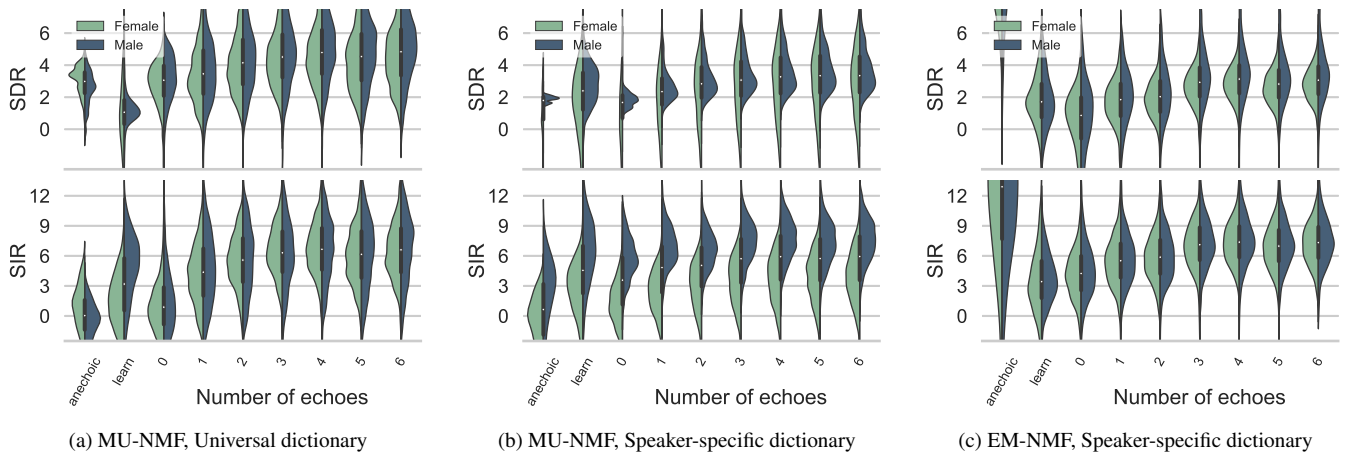 Female
Male
SDR
6
4
2
0
SIR
12
9
6
3
0
anechoic
learn
0
1
2
3
4
5
6
Number of echoes
(a) MU-NMF, Universal dictionary
Female
Male
SDR
6
4
2
0
SIR
12
9
6
3
0
anechoic
learn
0
1
2
3
4
5
6
Number of echoes
(b) MU-NMF, Speaker-specific dictionary
Female
Male
SDR
6
4
2
0
SIR
12
9
6
3
0
anechoic
learn
0
1
2
3
4
5
6
Number of echoes
(c) EM-NMF, Speaker-specific dictionary